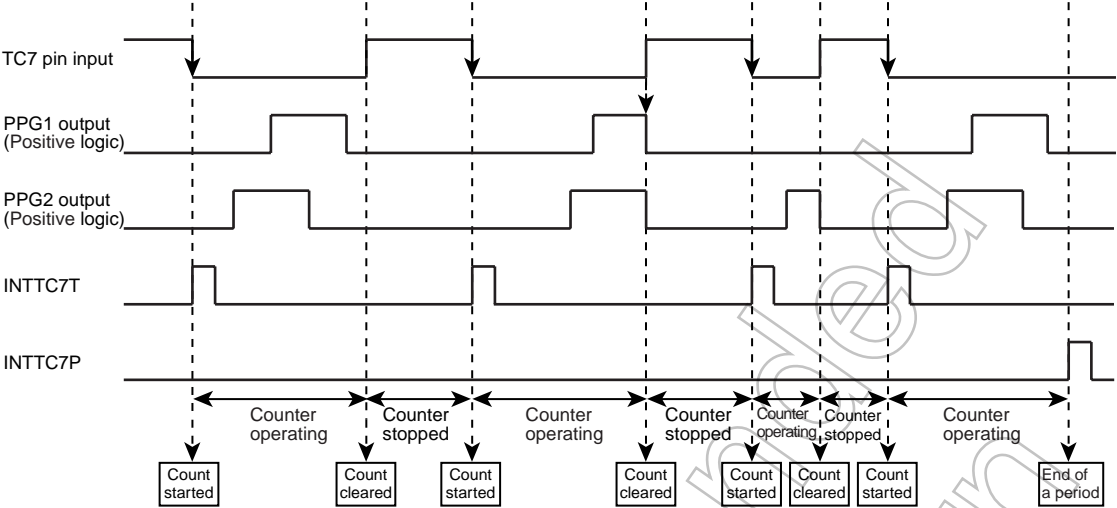 TC7 pin input
PPG1 output
(Positive logic)
PPG2 output
(Positive logic)
INTTC7T
INTTC7P
Counter
operating
Counter
stopped
Counter
operating
Counter
stopped
Counter
operating
Counter
stopped
Counter
operating
Count
started
Count
cleared
Count
started
Count
cleared
Count
started
Count
cleared
Count
started
End of
a period